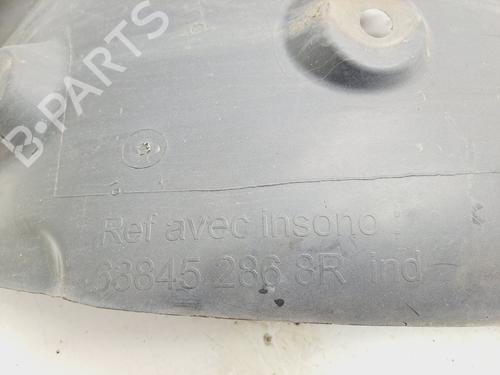 B-PARTS
Ref avec Insono :
63845 286 8R ind